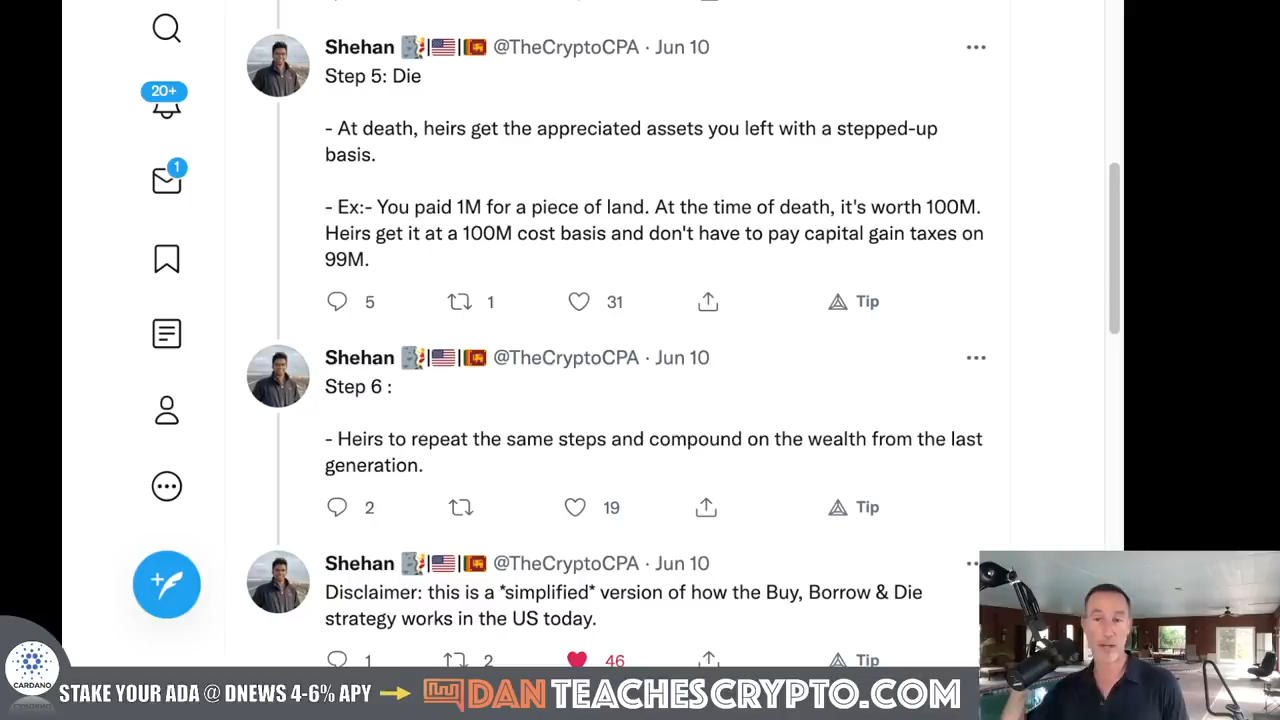 Shehan @TheCryptoCPA · Jun 10
Step 5: Die
20+
- At death, heirs get the appreciated assets you left with a stepped-up
basis.
1
- Ex:- You paid 1M for a piece of land. At the time of death, it's worth 100M.
Heirs get it at a 100M cost basis and don't have to pay capital gain taxes on
99M.
5 1 31 Tip
Shehan @TheCryptoCPA · Jun 10
Step 6 :
- Heirs to repeat the same steps and compound on the wealth from the last
generation.
2 19 Tip
Shehan @TheCryptoCPA · Jun 10
Disclaimer: this is a *simplified* version of how the Buy, Borrow & Die
strategy works in the US today.
1 2 46 Tip
CARDANO
STAKE YOUR ADA @ DNEWS 4-6% APY
DAN TEACHESCRYPTO.COM